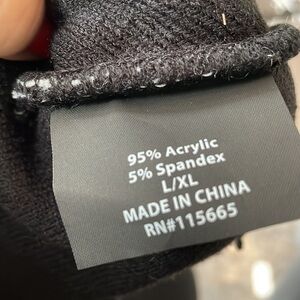 95% Acrylic
5% Spandex
L/XL
MADE IN CHINA
RN#115665